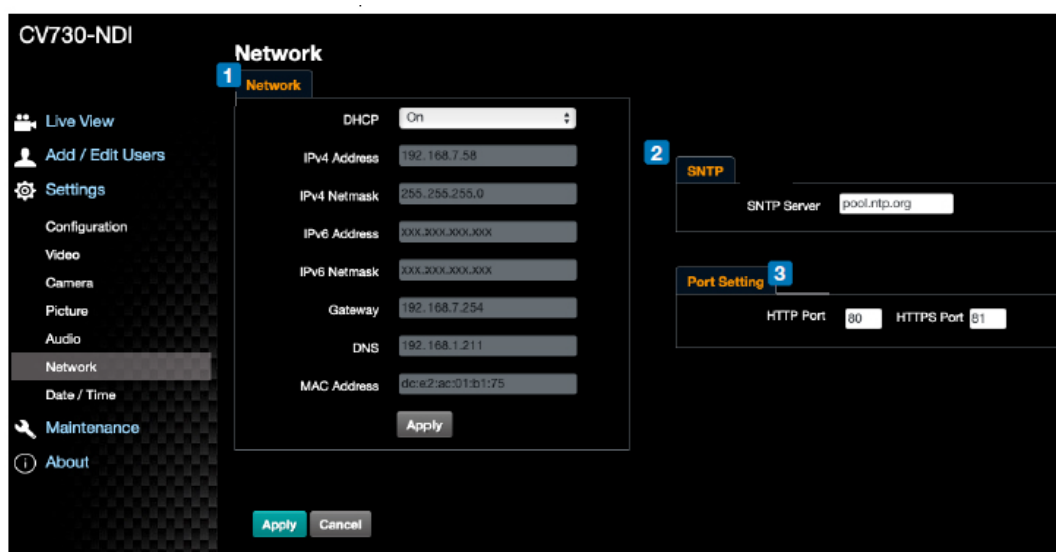 CV730-NDI
Live View
Add / Edit Users
Settings
Configuration
Video
Camera
Picture
Audio
Network
Date / Time
Maintenance
About
Network
1
Network
DHCP On
IPv4 Address 192.168.7.58
IPv4 Netmask 255.255.255.0
IPv6 Address xxx.xxx.xxx.xxx
IPv6 Netmask xxx.xxx.xxx.xxx
Gateway 192.168.7.254
DNS 192.168.1.211
MAC Address dc:e2:ac:01:b1:75
Apply
2
SNTP
SNTP Server pool.ntp.org
Port Setting 3
HTTP Port 80 HTTPS Port 81
Apply Cancel